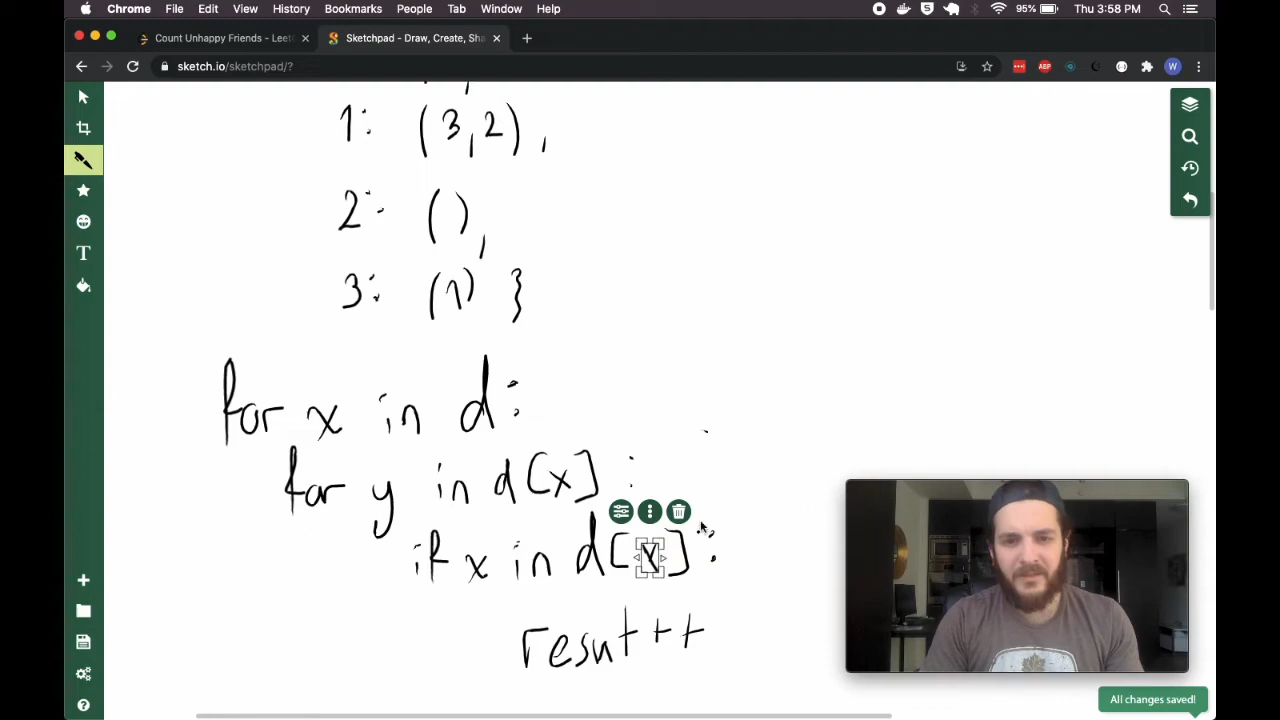 Chrome File Edit View History Bookmarks People Tab Window Help 95% Thu 3:58 PM
Count Unhappy Friends - Leet Sketchpad - Draw, Create, Sha
sketch.io/sketchpad/? ABP W
1: (3,2),
2: (),
3: (1) }
for x in d:
for y in d[x]:
if x in d[x]:
resut++
T
?
All changes saved!